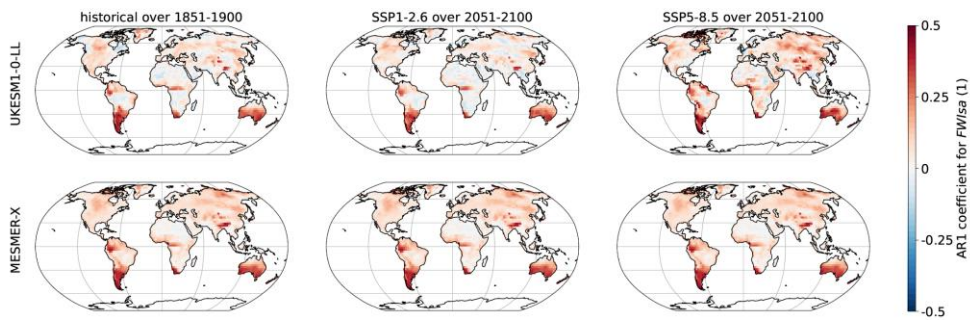 historical over 1851-1900
SSP1-2.6 over 2051-2100
SSP5-8.5 over 2051-2100
UKESM1-0-LL
MESMER-X
0.5
0.25
0
-0.25
-0.5
AR1 coefficient for FWIsa (1)